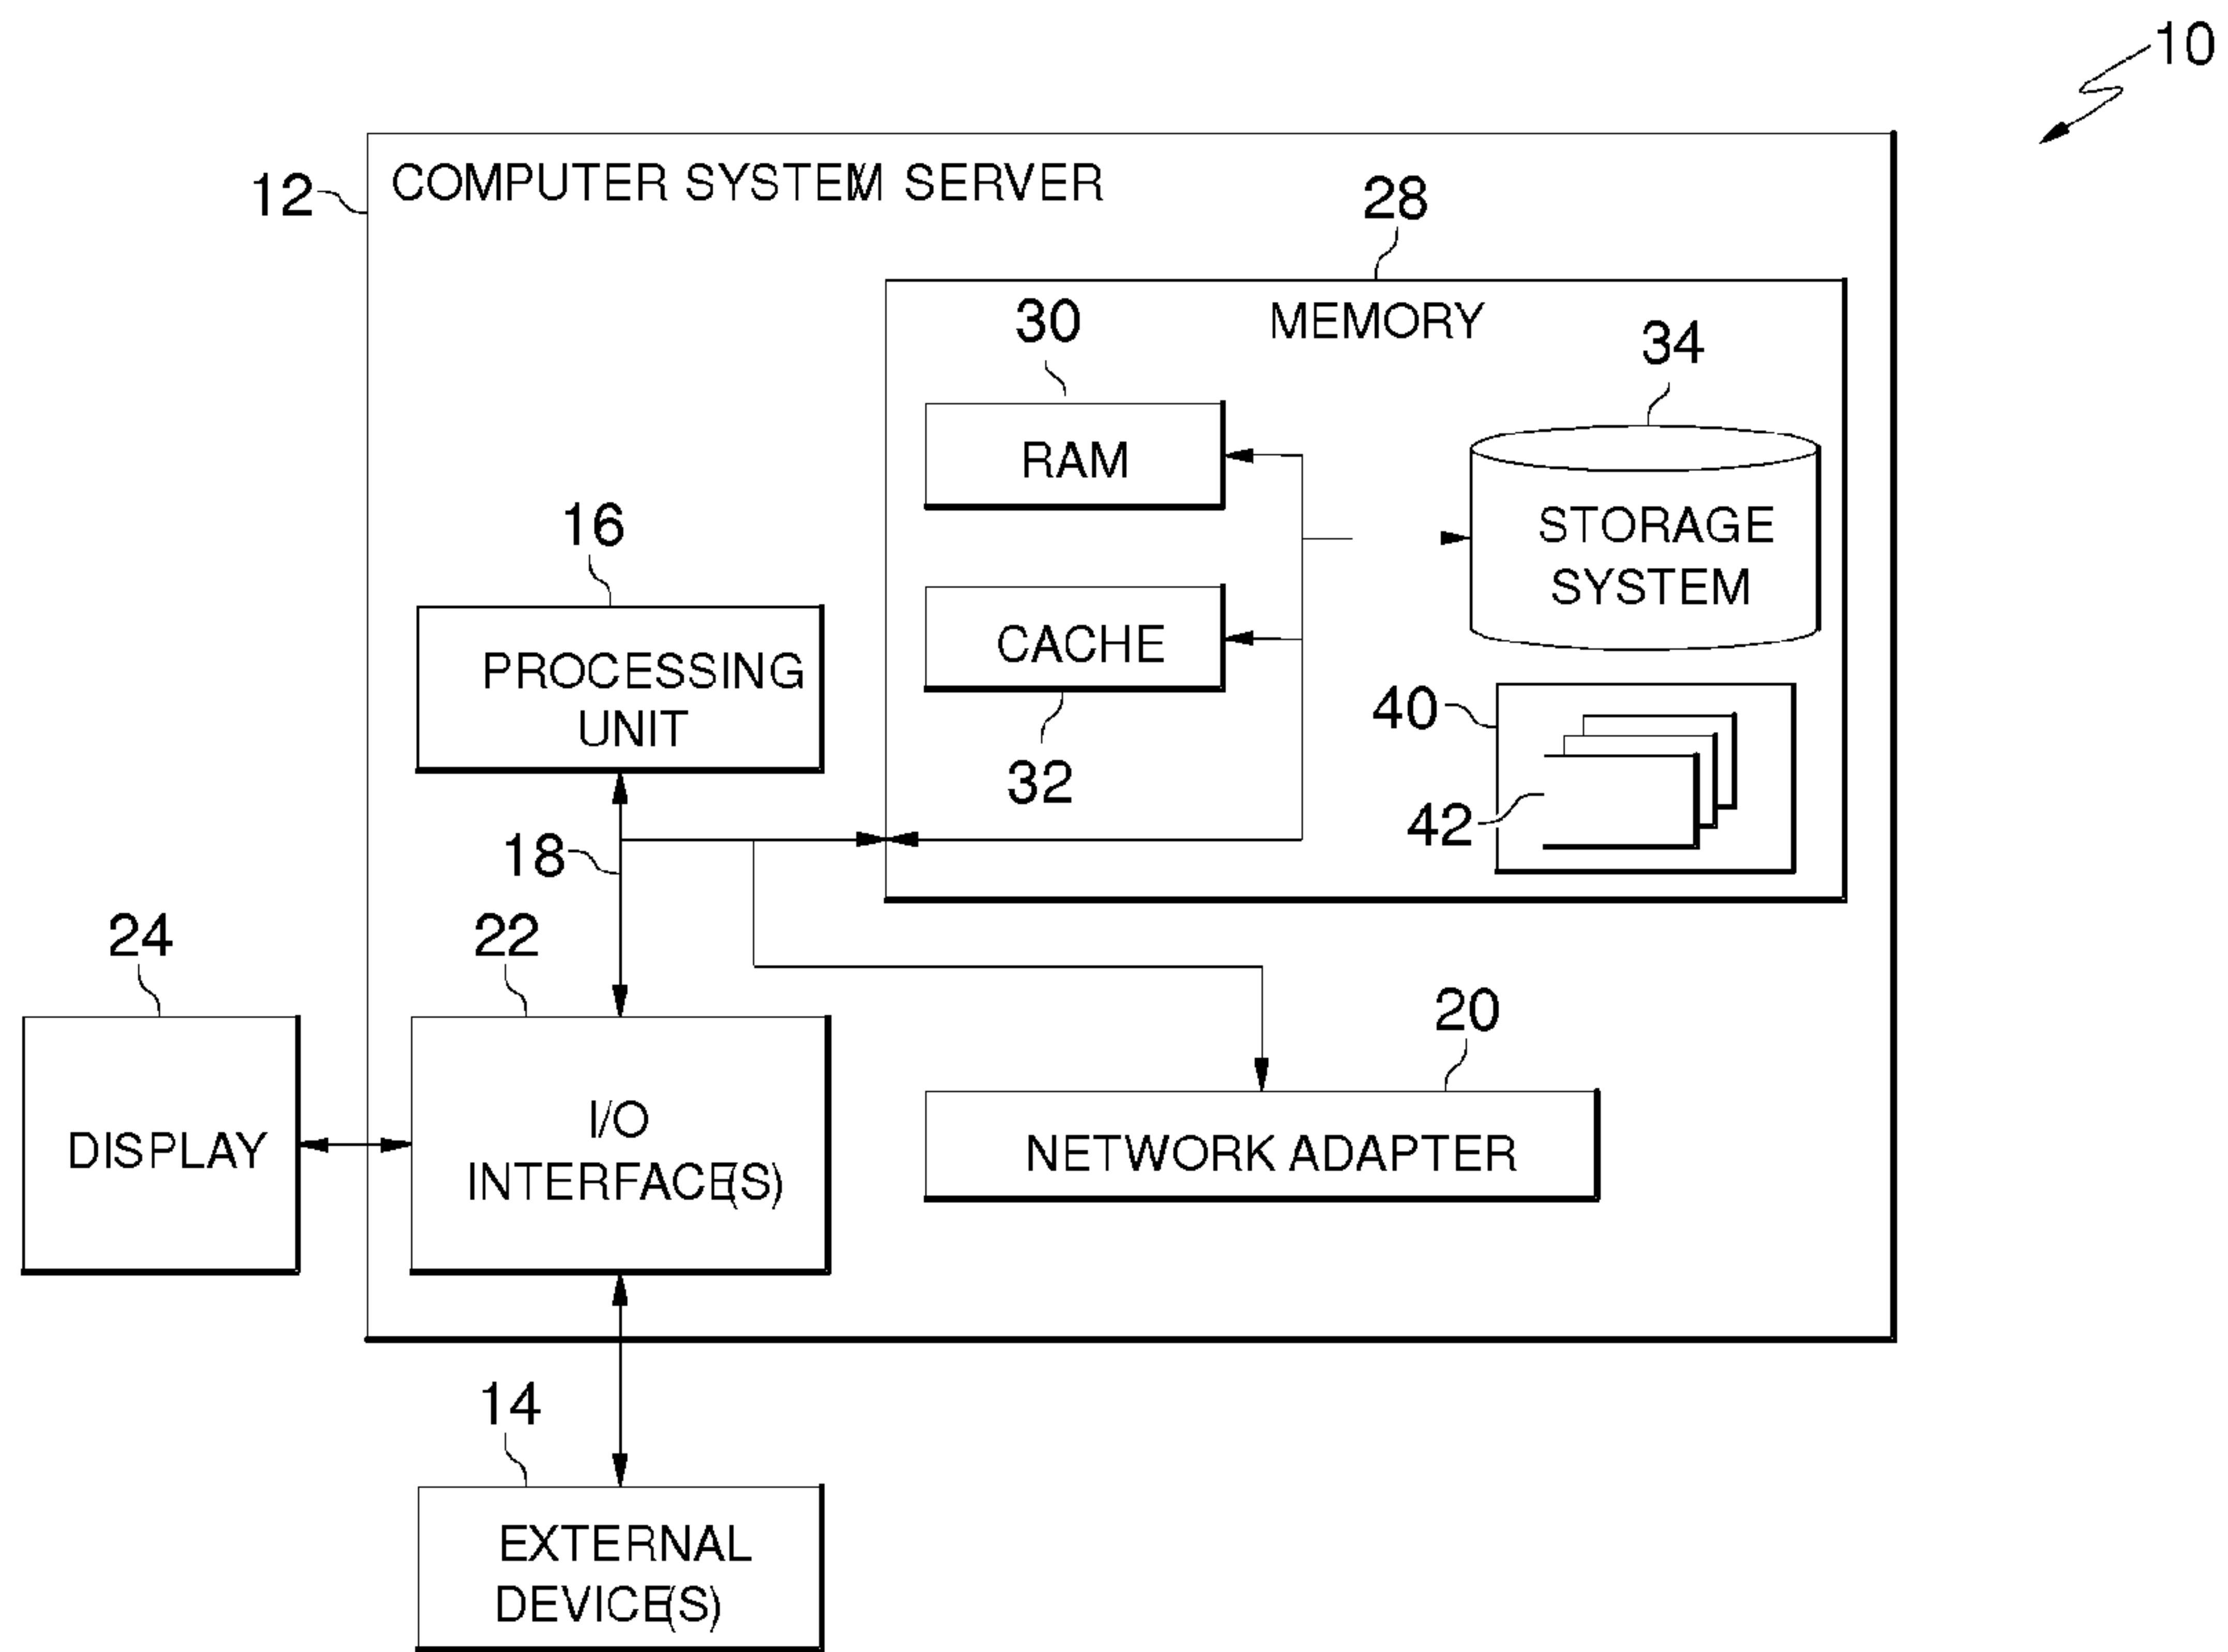 10
12
COMPUTER SYSTEM/ SERVER
28
MEMORY
30
34
RAM
STORAGE
SYSTEM
16
CACHE
PROCESSING
UNIT
32
40
42
18
24
22
20
DISPLAY
I/O
INTERFACE(S)
NETWORK ADAPTER
14
EXTERNAL
DEVICE(S)